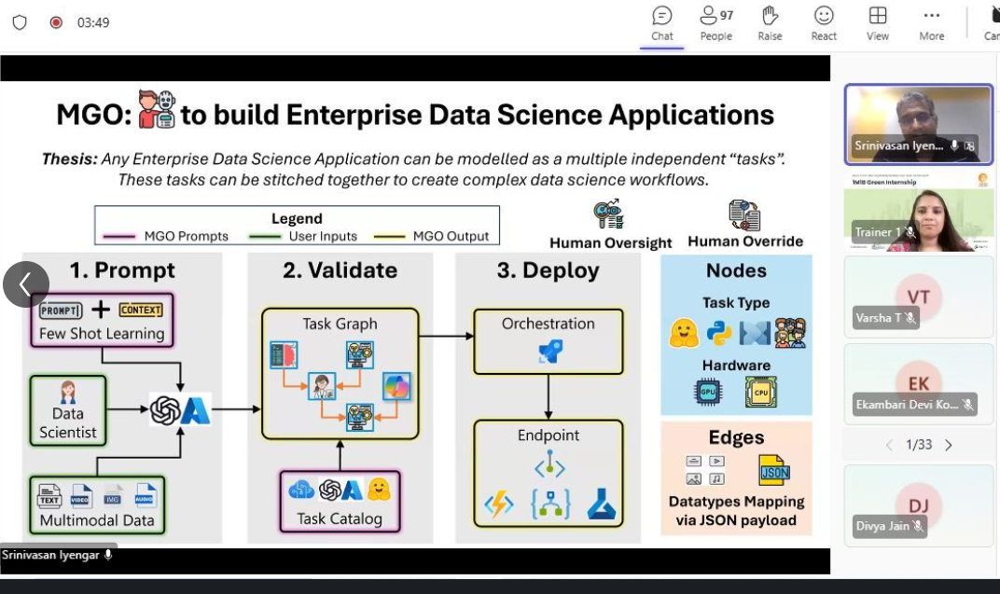 03:49
97
Chat
People
Raise
React
View
More
MGO: to build Enterprise Data Science Applications
Thesis: Any Enterprise Data Science Application can be modelled as a multiple independent “tasks”.
These tasks can be stitched together to create complex data science workflows.
Legend
MGO Prompts
User Inputs
MGO Output
Human Oversight
Human Override
1. Prompt
PROMPT + CONTEXT
Few Shot Learning
Data
Scientist
TEXT
VIDEO
IMG
AUDIO
Multimodal Data
2. Validate
Task Graph
Task Catalog
3. Deploy
Orchestration
Endpoint
Nodes
Task Type
Hardware
GPU
CPU
Edges
JSON
Datatypes Mapping
via JSON payload
Srinivasan Iyengar
Srinivasan Iyen...
1M1B Green Internship
Trainer 1
VT
Varsha T
EK
Ekambari Devi Ko...
1/33
DJ
Divya Jain